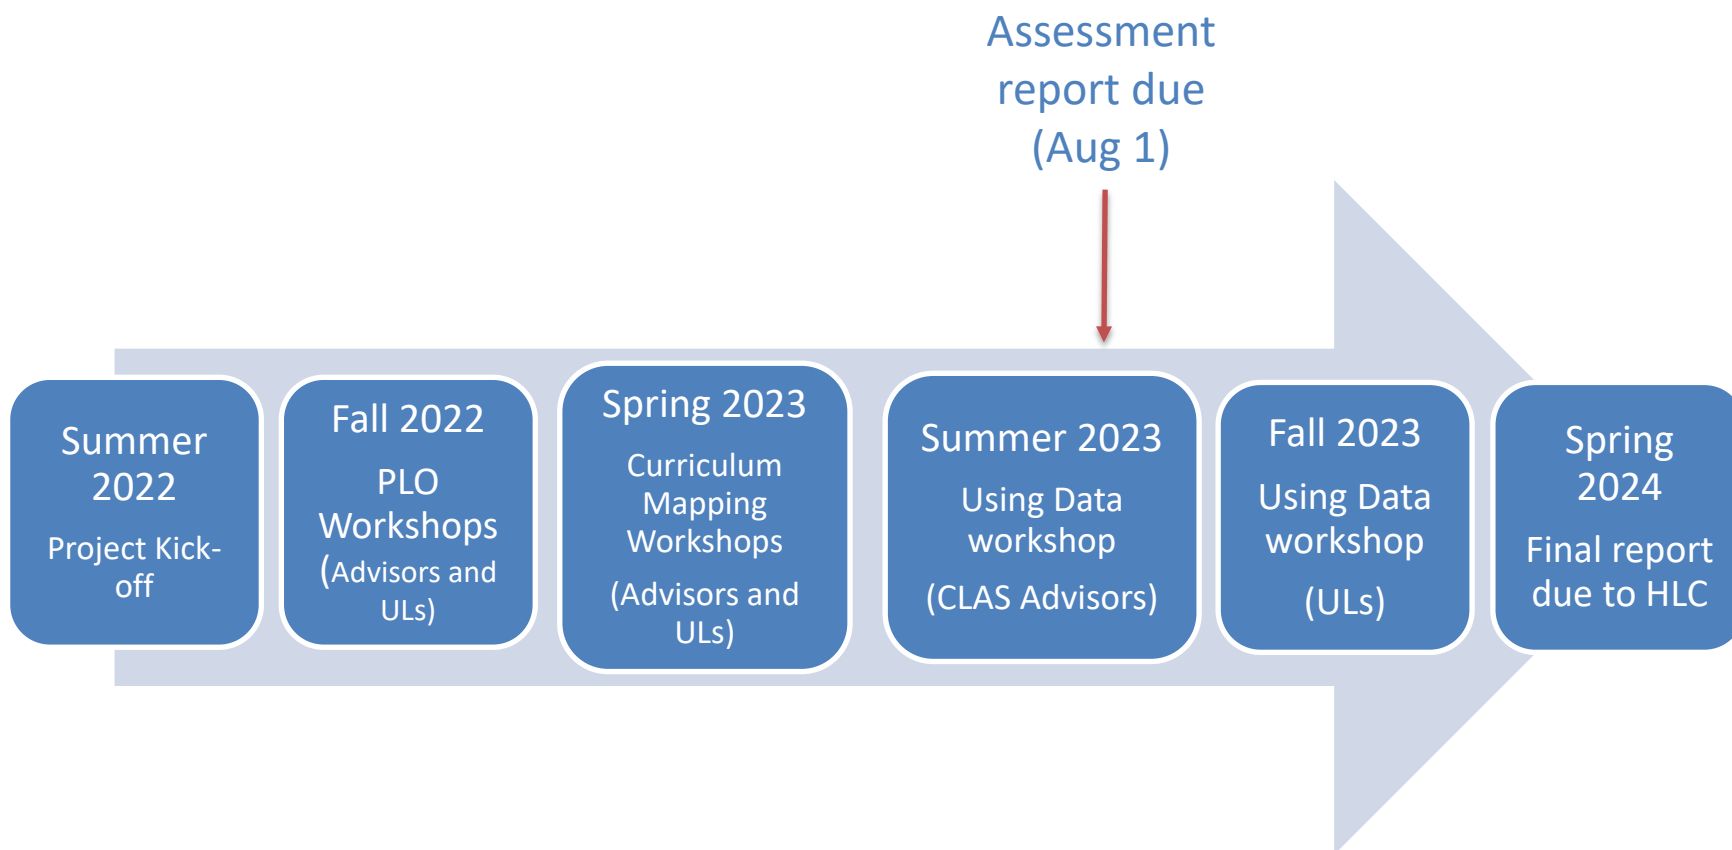 Assessment
report due
(Aug 1)
Summer
2022
Project Kick-
off
Fall 2022
PLO
Workshops
(Advisors and
ULs)
Spring 2023
Curriculum
Mapping
Workshops
(Advisors and
ULs)
Summer 2023
Using Data
workshop
(CLAS Advisors)
Fall 2023
Using Data
workshop
(ULs)
Spring
2024
Final report
due to HLC